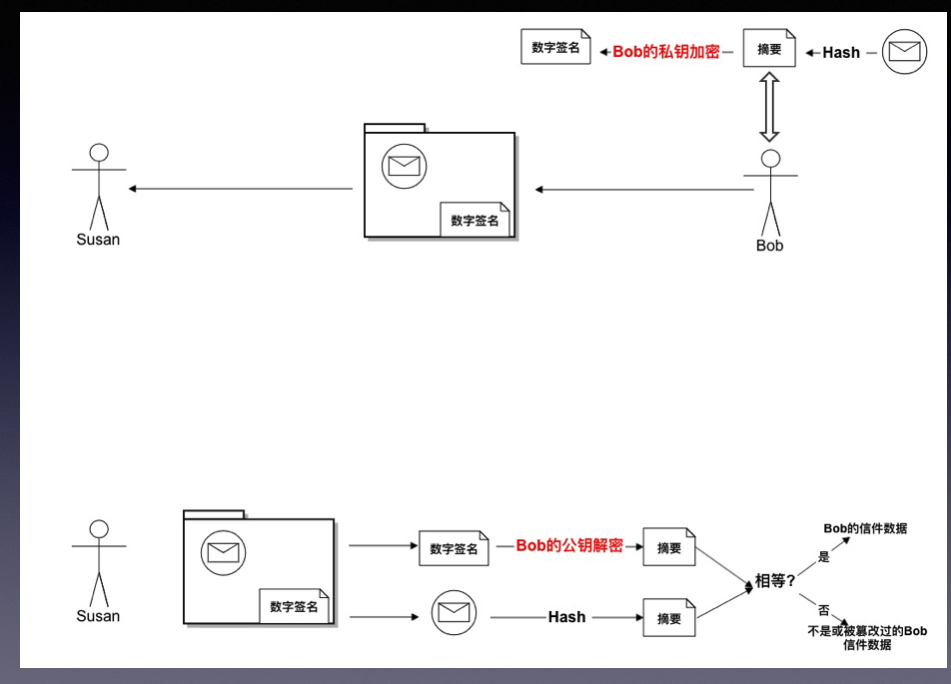 数字签名
Bob的私钥加密
摘要
Hash
数字签名
Susan
Bob
Bob的信件数据
数字签名
Bob的公钥解密
摘要
是
相等?
数字签名
否
Susan
Hash
摘要
不是或被篡改过的Bob
信件数据